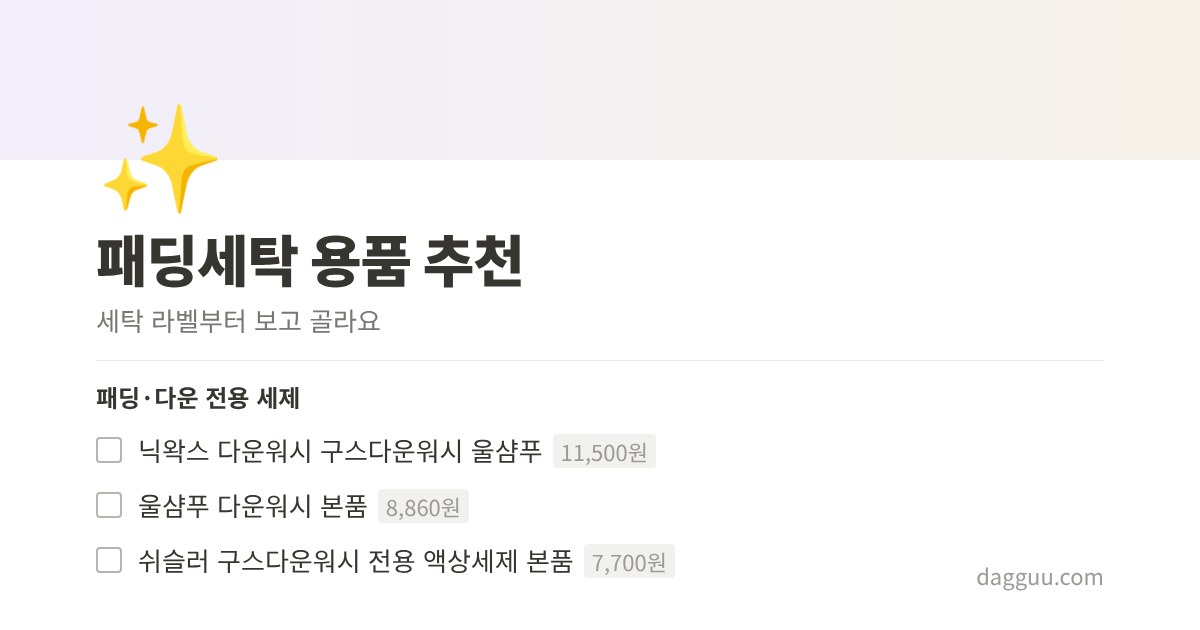 패딩세탁 용품 추천
세탁 라벨부터 보고 골라요
패딩·다운 전용 세제
닉왁스 다운워시 구스다운워시 울샴푸 11,500원
울샴푸 다운워시 본품 8,860원
쉬슬러 구스다운워시 전용 액상세제 본품 7,700원
dagguu.com